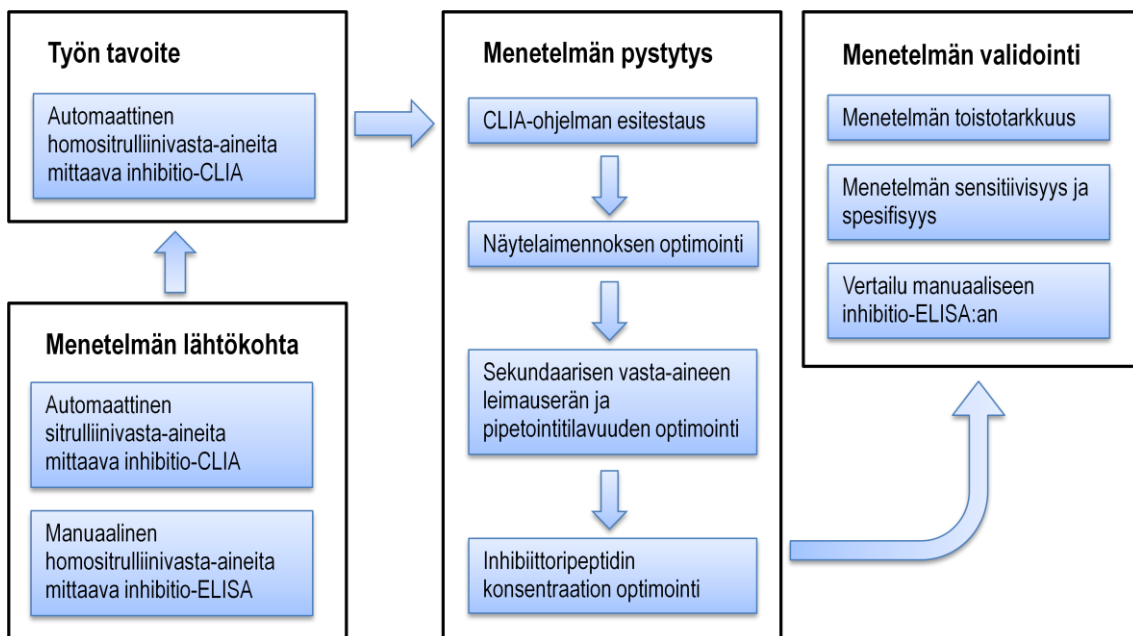 Työn tavoite
Automaattinen
homositrulliinivasta-aineita
mittaava inhibitio-CLIA
Menetelmän lähtökohta
Automaattinen
sitrulliinivasta-aineita
mittaava inhibitio-CLIA
Manuaalinen
homositrulliinivasta-aineita
mittaava inhibitio-ELISA
Menetelmän pystytys
CLIA-ohjelman esitestaus
Näytelaimennoksen optimointi
Sekundaarisen vasta-aineen
leimauserän ja
pipetointitilavuuden optimointi
Inhibiittoripeptidin
konsentraation optimointi
Menetelmän validointi
Menetelmän toistotarkkuus
Menetelmän sensitiivisyys ja
spesifisyys
Vertailu manuaaliseen
inhibitio-ELISA:an